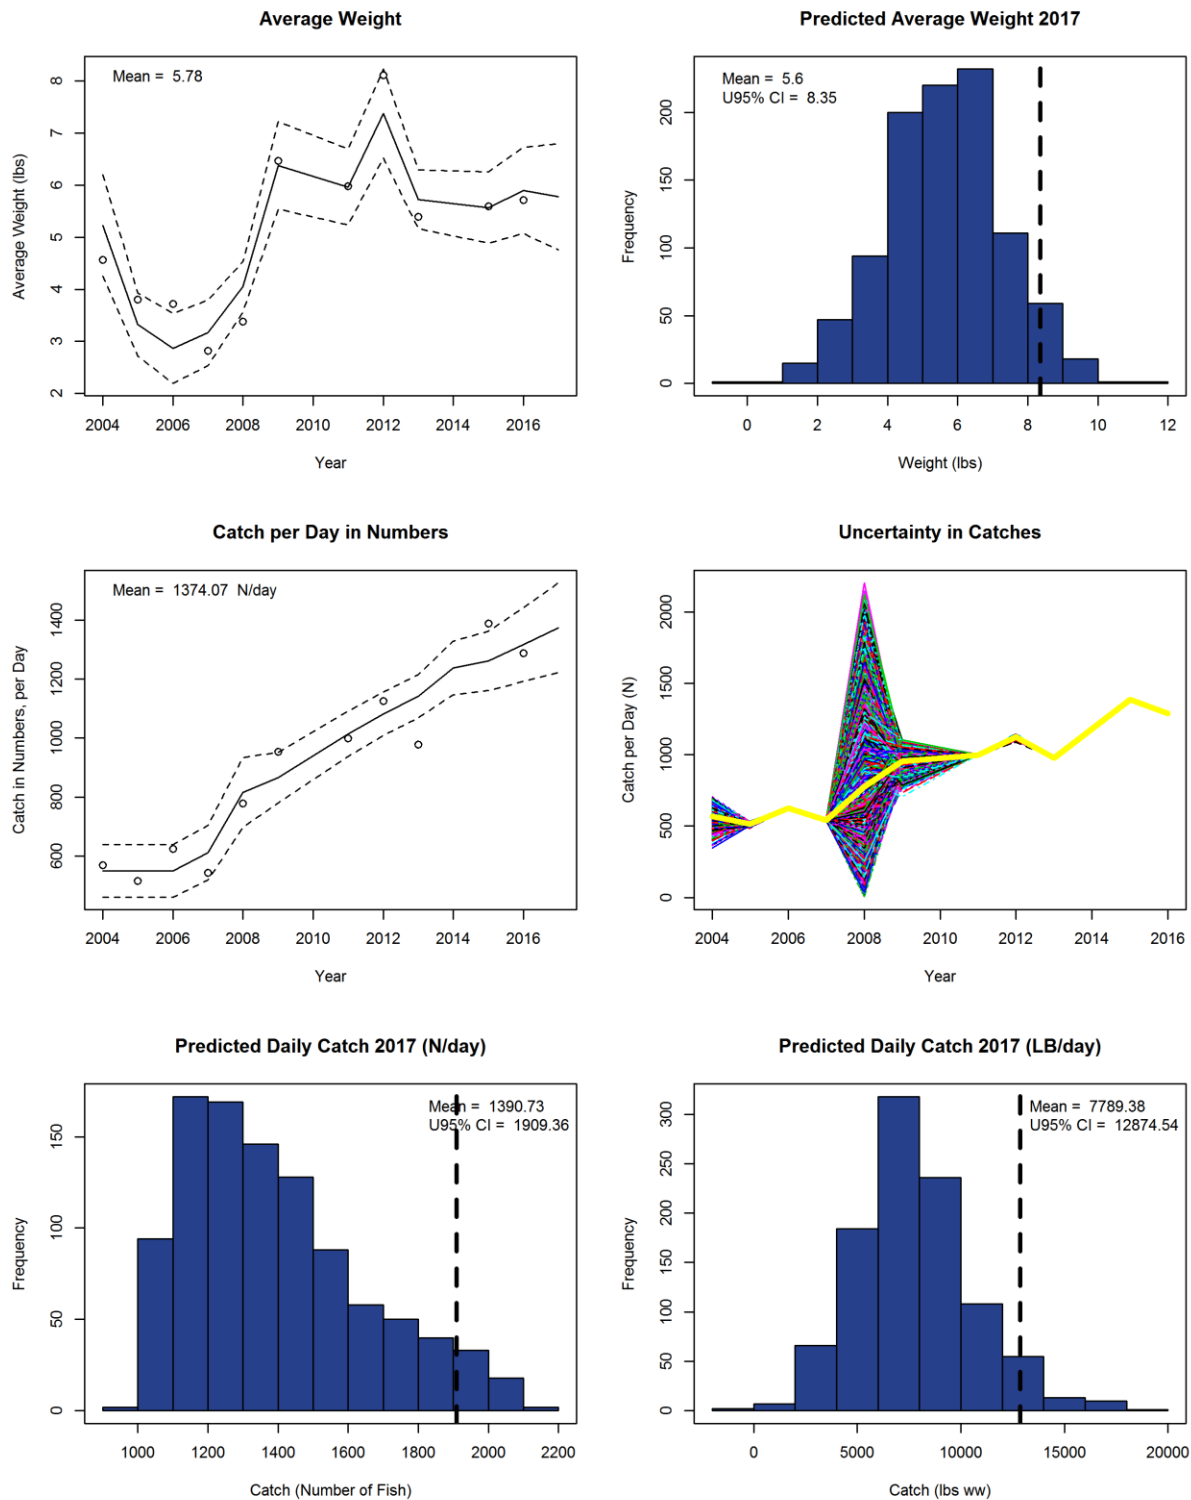 Average Weight
Mean = 5.78
8
7
6
5
4
3
2
Average Weight (lbs)
2004 2006 2008 2010 2012 2014 2016
Year
Predicted Average Weight 2017
Mean = 5.6
U95% CI = 8.35
200
150
100
50
0
Frequency
0 2 4 6 8 10 12
Weight (lbs)
Catch per Day in Numbers
Mean = 1374.07 N/day
1400
1200
1000
800
600
Catch in Numbers, per Day
2004 2006 2008 2010 2012 2014 2016
Year
Uncertainty in Catches
2000
1500
1000
500
0
Catch per Day (N)
2004 2006 2008 2010 2012 2014 2016
Year
Predicted Daily Catch 2017 (N/day)
Mean = 1390.73
U95% CI = 1909.36
150
100
50
0
Frequency
1000 1200 1400 1600 1800 2000 2200
Catch (Number of Fish)
Predicted Daily Catch 2017 (LB/day)
Mean = 7789.38
U95% CI = 12874.54
300
250
200
150
100
50
0
Frequency
0 5000 10000 15000 20000
Catch (lbs ww)